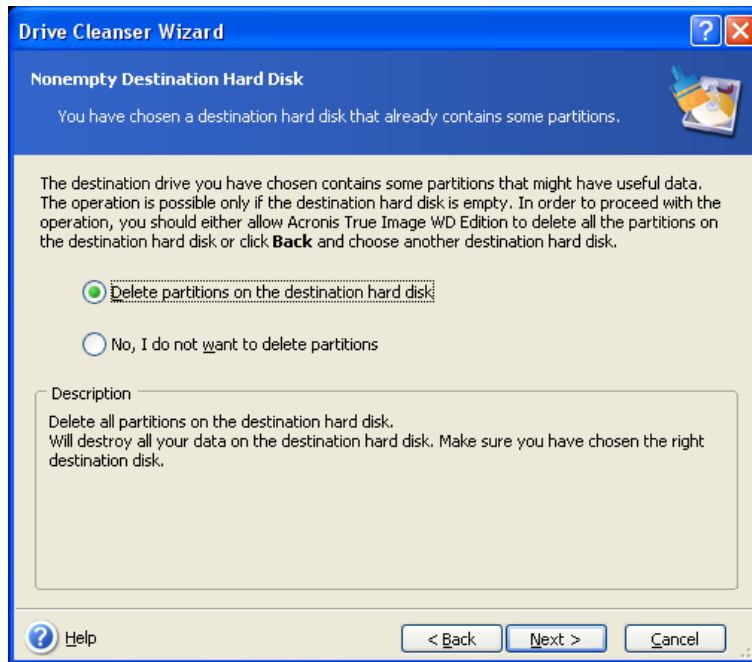 Drive Cleanser Wizard
Nonempty Destination Hard Disk
You have chosen a destination hard disk that already contains some partitions.
The destination drive you have chosen contains some partitions that might have useful data.
The operation is possible only if the destination hard disk is empty. In order to proceed with the
operation, you should either allow Acronis True Image WD Edition to delete all the partitions on
the destination hard disk or click Back and choose another destination hard disk.
Delete partitions on the destination hard disk
No, I do not want to delete partitions
Description
Delete all partitions on the destination hard disk.
Will destroy all your data on the destination hard disk. Make sure you have chosen the right
destination disk.
Help
< Back
Next >
Cancel